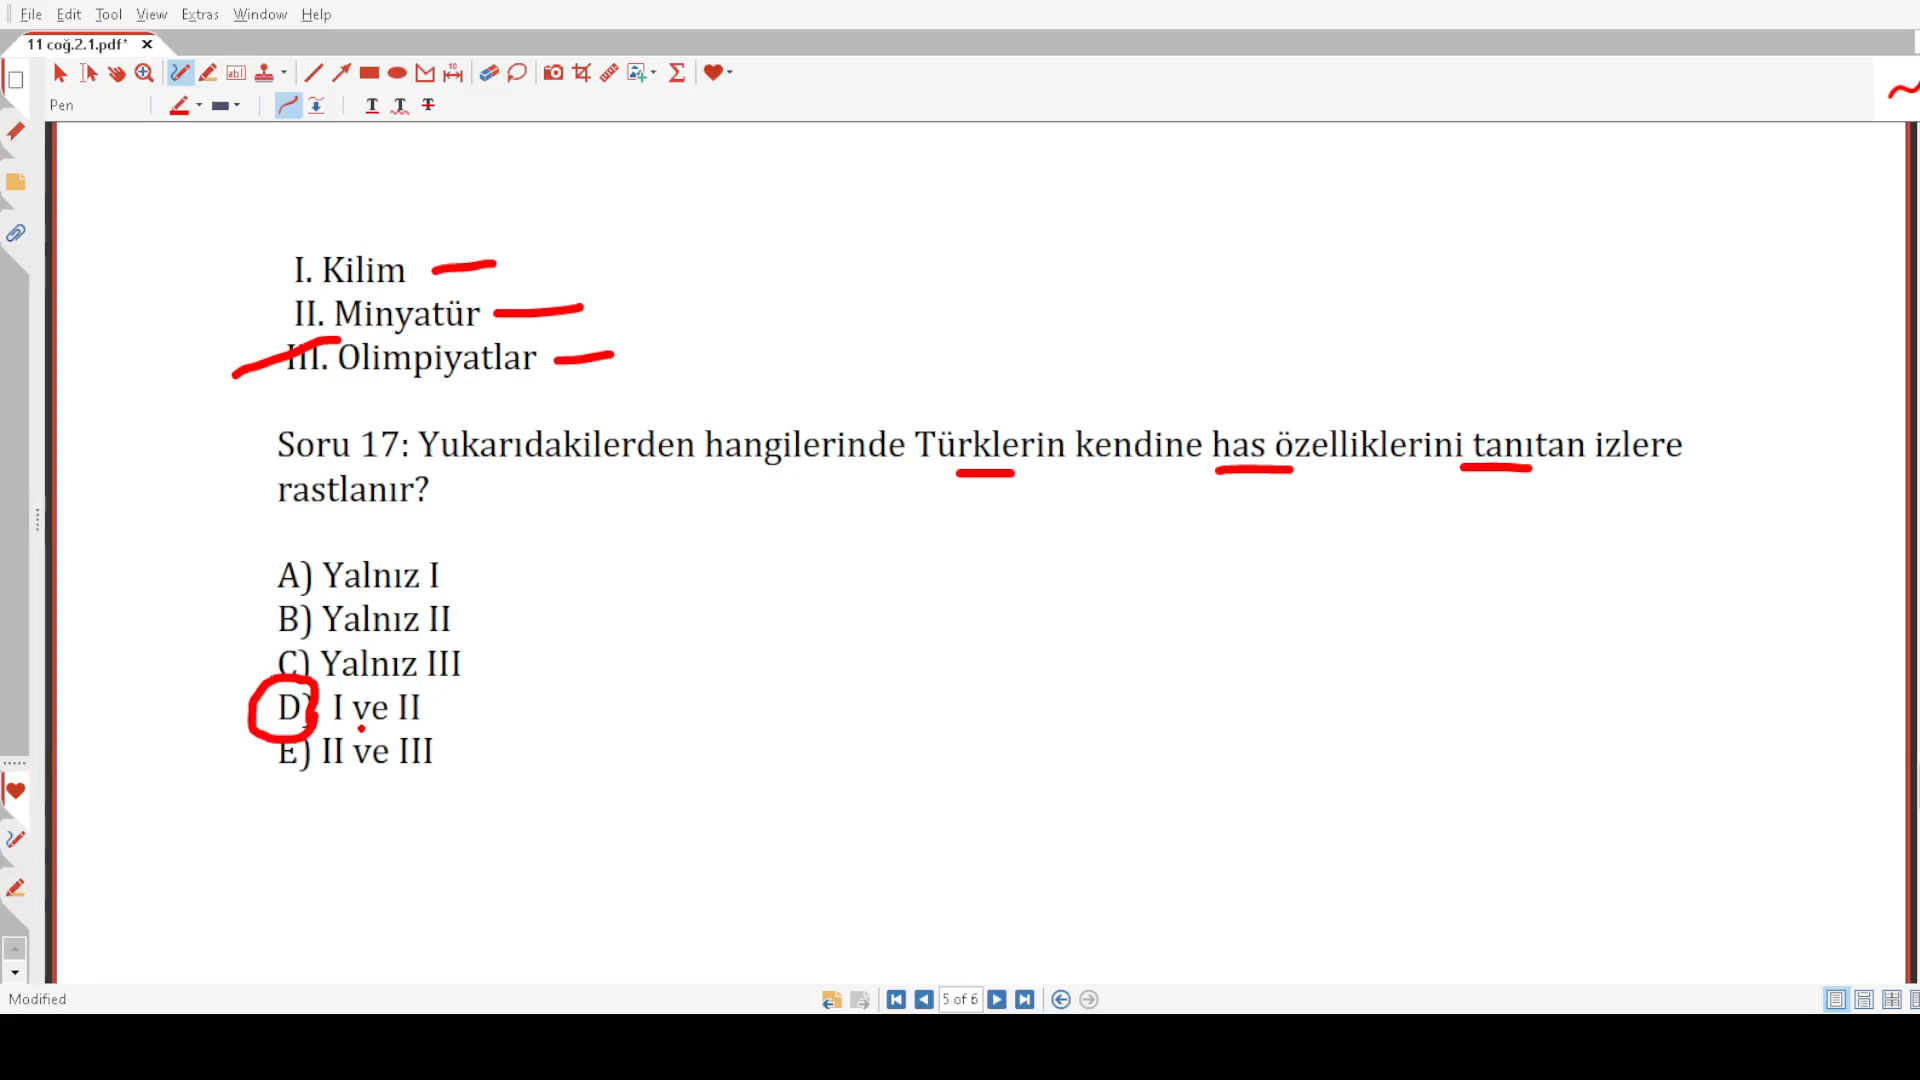 File Edit Tool View Extras Window Help
11 coğ.2.1.pdf*
Pen
I. Kilim
II. Minyatür
III. Olimpiyatlar
Soru 17: Yukarıdakilerden hangilerinde Türklerin kendine has özelliklerini tanıtan izlere
rastlanır?
A) Yalnız I
B) Yalnız II
C) Yalnız III
D) I ve II
E) II ve III
Modified
5 of 6